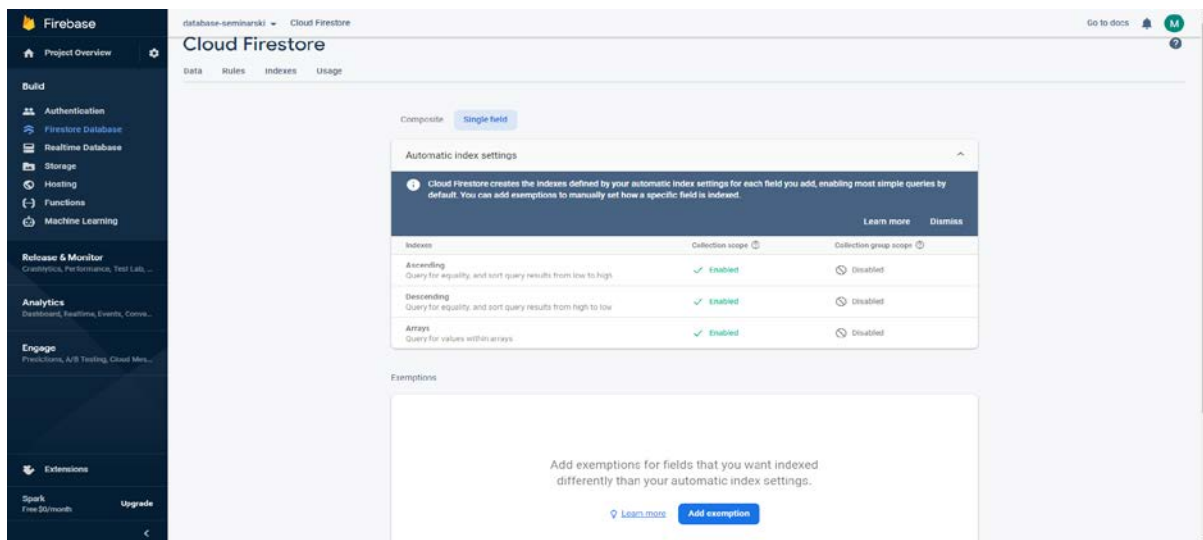 Firebase
Project Overview
Build
Authentication
Firestore Database
Realtime Database
Storage
Hosting
Functions
Machine Learning
Release & Monitor
Crashlytics, Performance, Test Lab, ...
Analytics
Dashboard, Realtime, Events, Conve...
Engage
Predictions, A/B Testing, Cloud Mes...
Extensions
Spark
Free $0/month
Upgrade
database-seminarski Cloud Firestore
Go to docs
M
Cloud Firestore
Data Rules Indexes Usage
Composite Single field
Automatic index settings
Cloud Firestore creates the indexes defined by your automatic index settings for each field you add, enabling most simple queries by
default. You can add exemptions to manually set how a specific field is indexed.
Learn more Dismiss
Indexes Collection scope Collection group scope
Ascending
Query for equality, and sort query results from low to high
Enabled Disabled
Descending
Query for equality, and sort query results from high to low
Enabled Disabled
Arrays
Query for values within arrays
Enabled Disabled
Exemptions
Add exemptions for fields that you want indexed
differently than your automatic index settings.
Learn more Add exemption